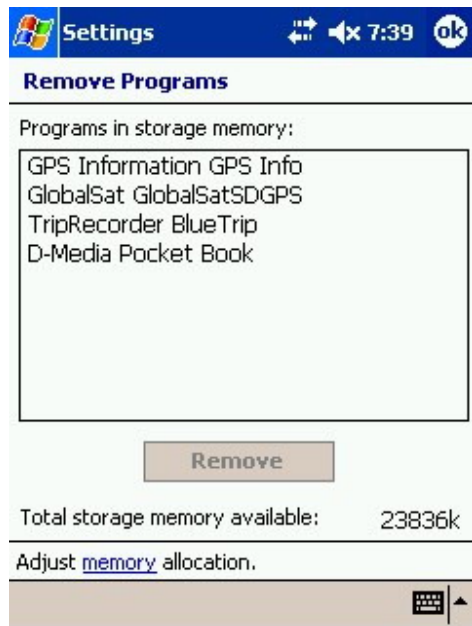 Settings 7:39 ok
Remove Programs
Programs in storage memory:
GPS Information GPS Info
GlobalSat GlobalSatSDGPS
TripRecorder BlueTrip
D-Media Pocket Book
Remove
Total storage memory available: 23836k
Adjust memory allocation.